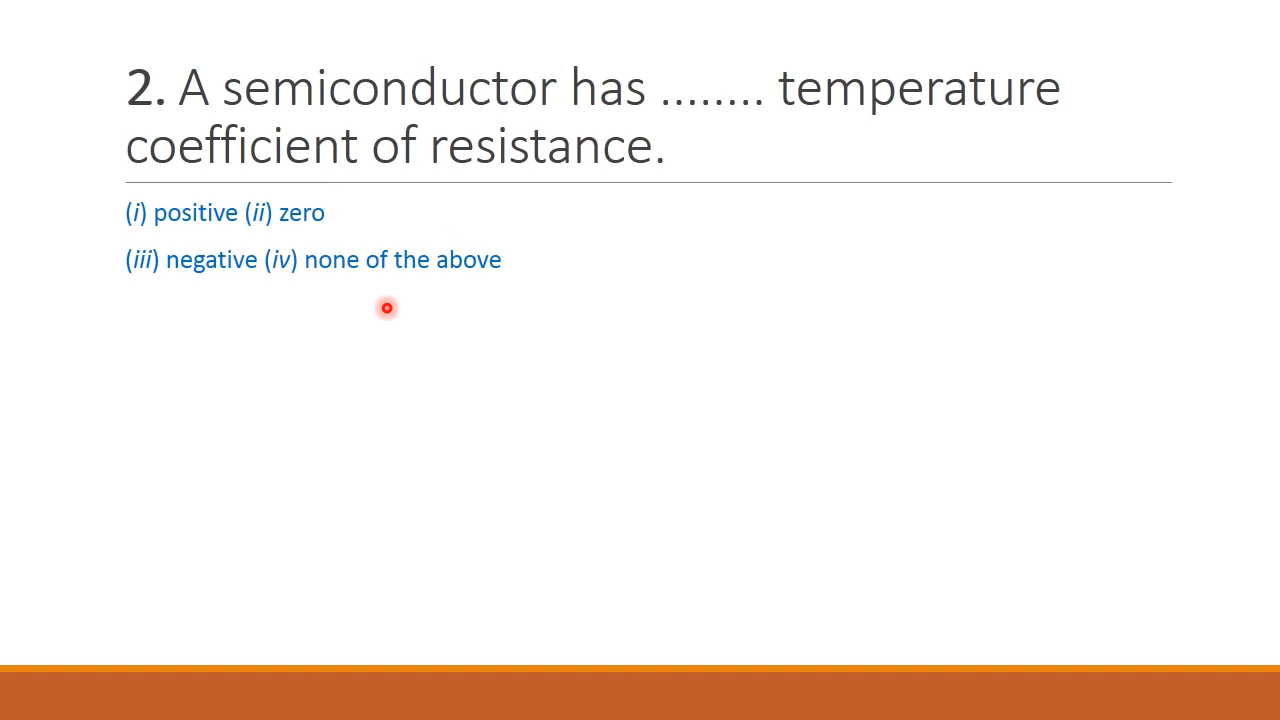 2. A semiconductor has ........ temperature
coefficient of resistance.
(i) positive (ii) zero
(iii) negative (iv) none of the above